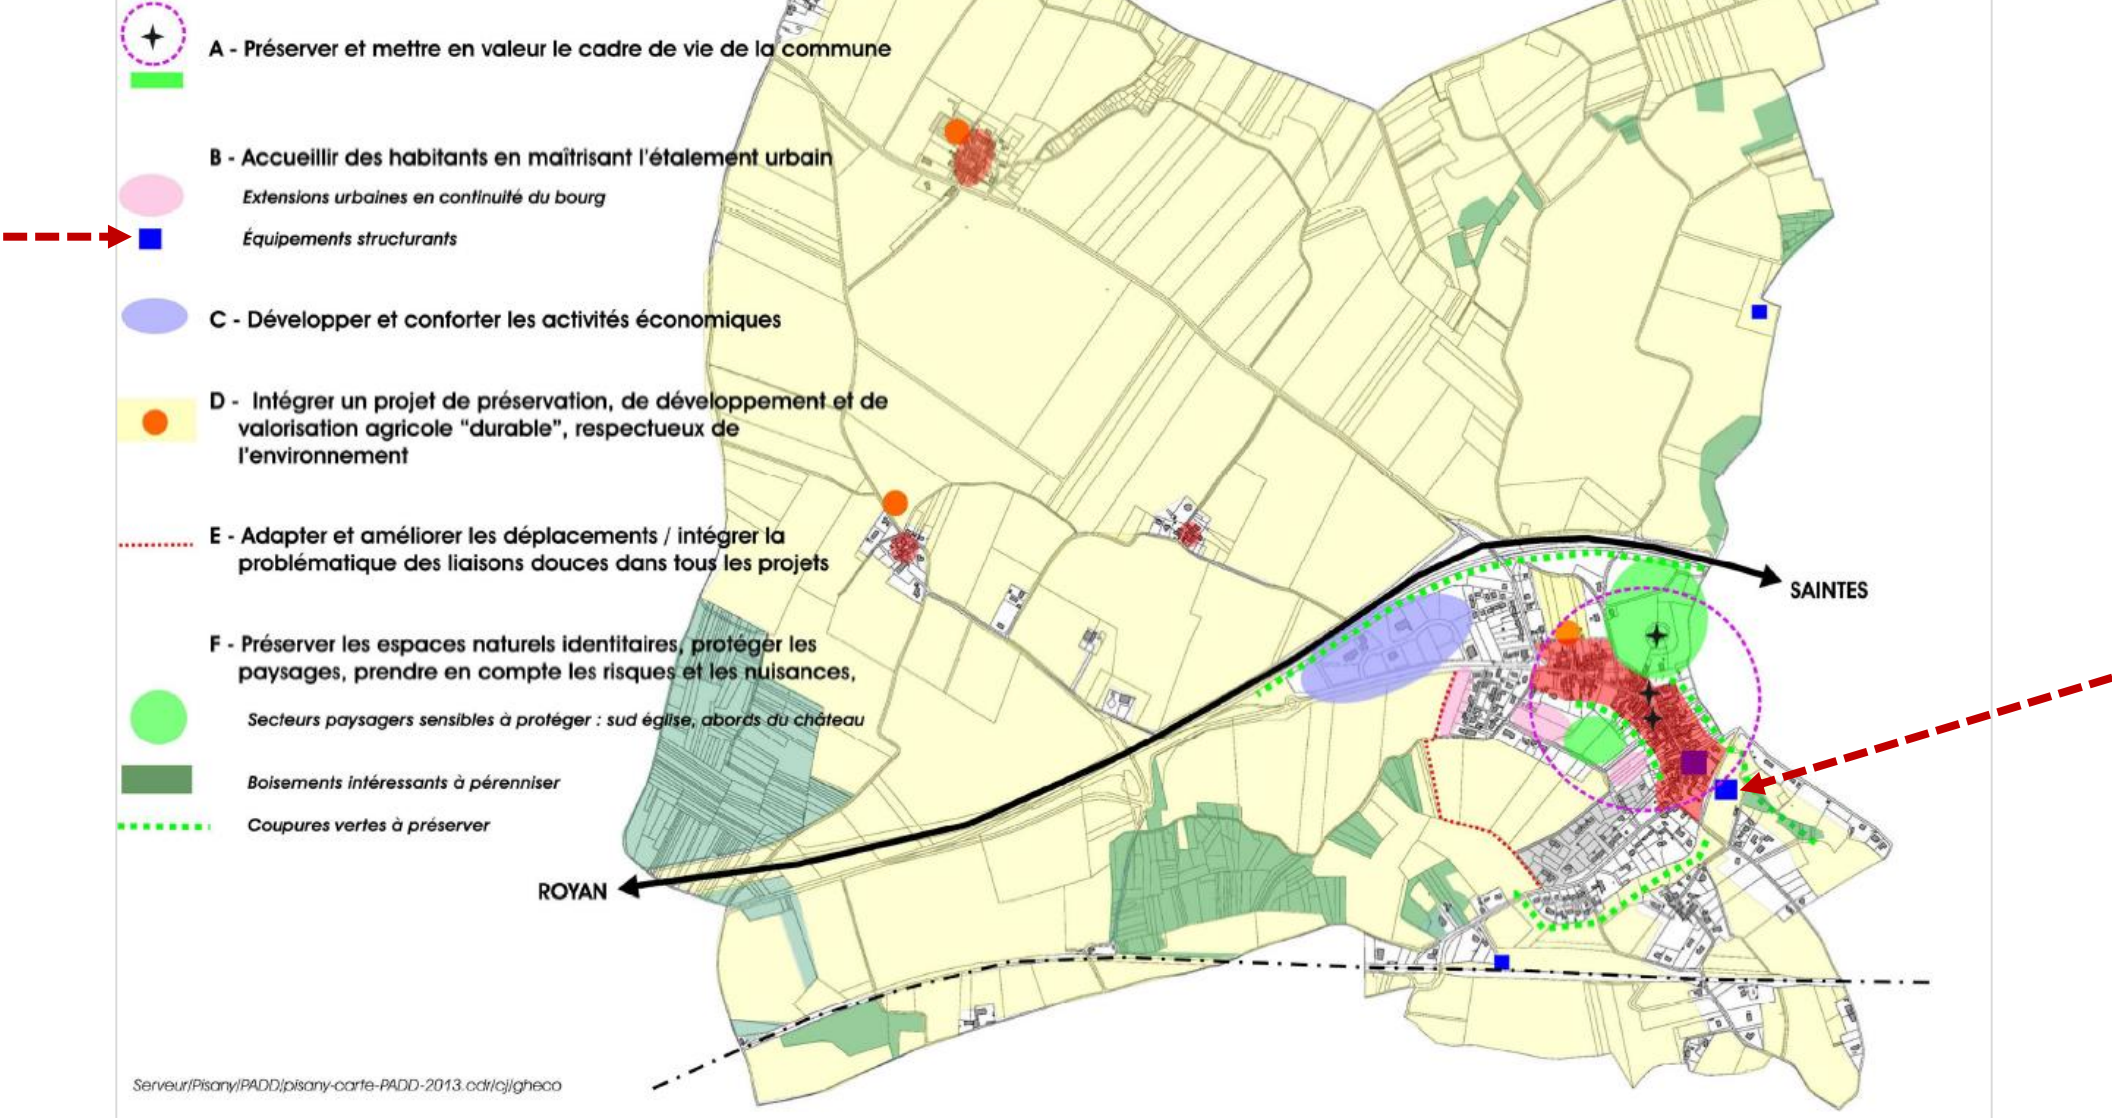 A - Préserver et mettre en valeur le cadre de vie de la commune
B - Accueillir des habitants en maîtrisant l'étalement urbain
Extensions urbaines en continuité du bourg
Équipements structurants
C - Développer et conforter les activités économiques
D - Intégrer un projet de préservation, de développement et de
valorisation agricole “durable”, respectueux de
l'environnement
E - Adapter et améliorer les déplacements / intégrer la
problématique des liaisons douces dans tous les projets
SAINTES
F - Préserver les espaces naturels identitaires, protéger les
paysages, prendre en compte les risques et les nuisances,
Secteurs paysagers sensibles à protéger : sud église, abords du château
Boisements intéressants à pérenniser
Coupures vertes à préserver
ROYAN
Serveur/Pisany/PADD/pisany-carte-PADD-2013.cdr/cj/gheco